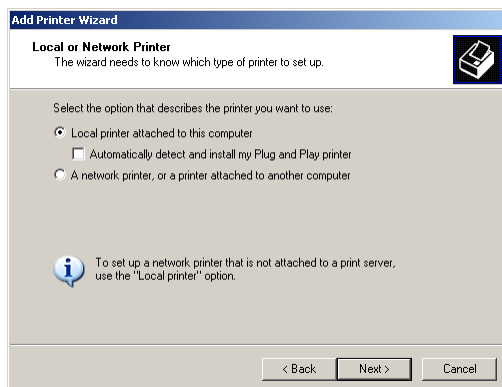 Add Printer Wizard
Local or Network Printer
The wizard needs to know which type of printer to set up.
Select the option that describes the printer you want to use:
Local printer attached to this computer
Automatically detect and install my Plug and Play printer
A network printer, or a printer attached to another computer
To set up a network printer that is not attached to a print server,
use the "Local printer" option.
< Back
Next >
Cancel